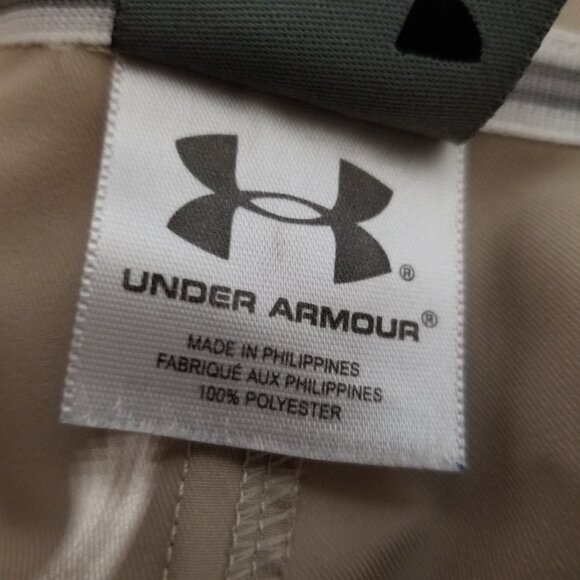 ®
UNDER ARMOUR®
MADE IN PHILIPPINES
FABRIQUÉ AUX PHILIPPINES
100% POLYESTER